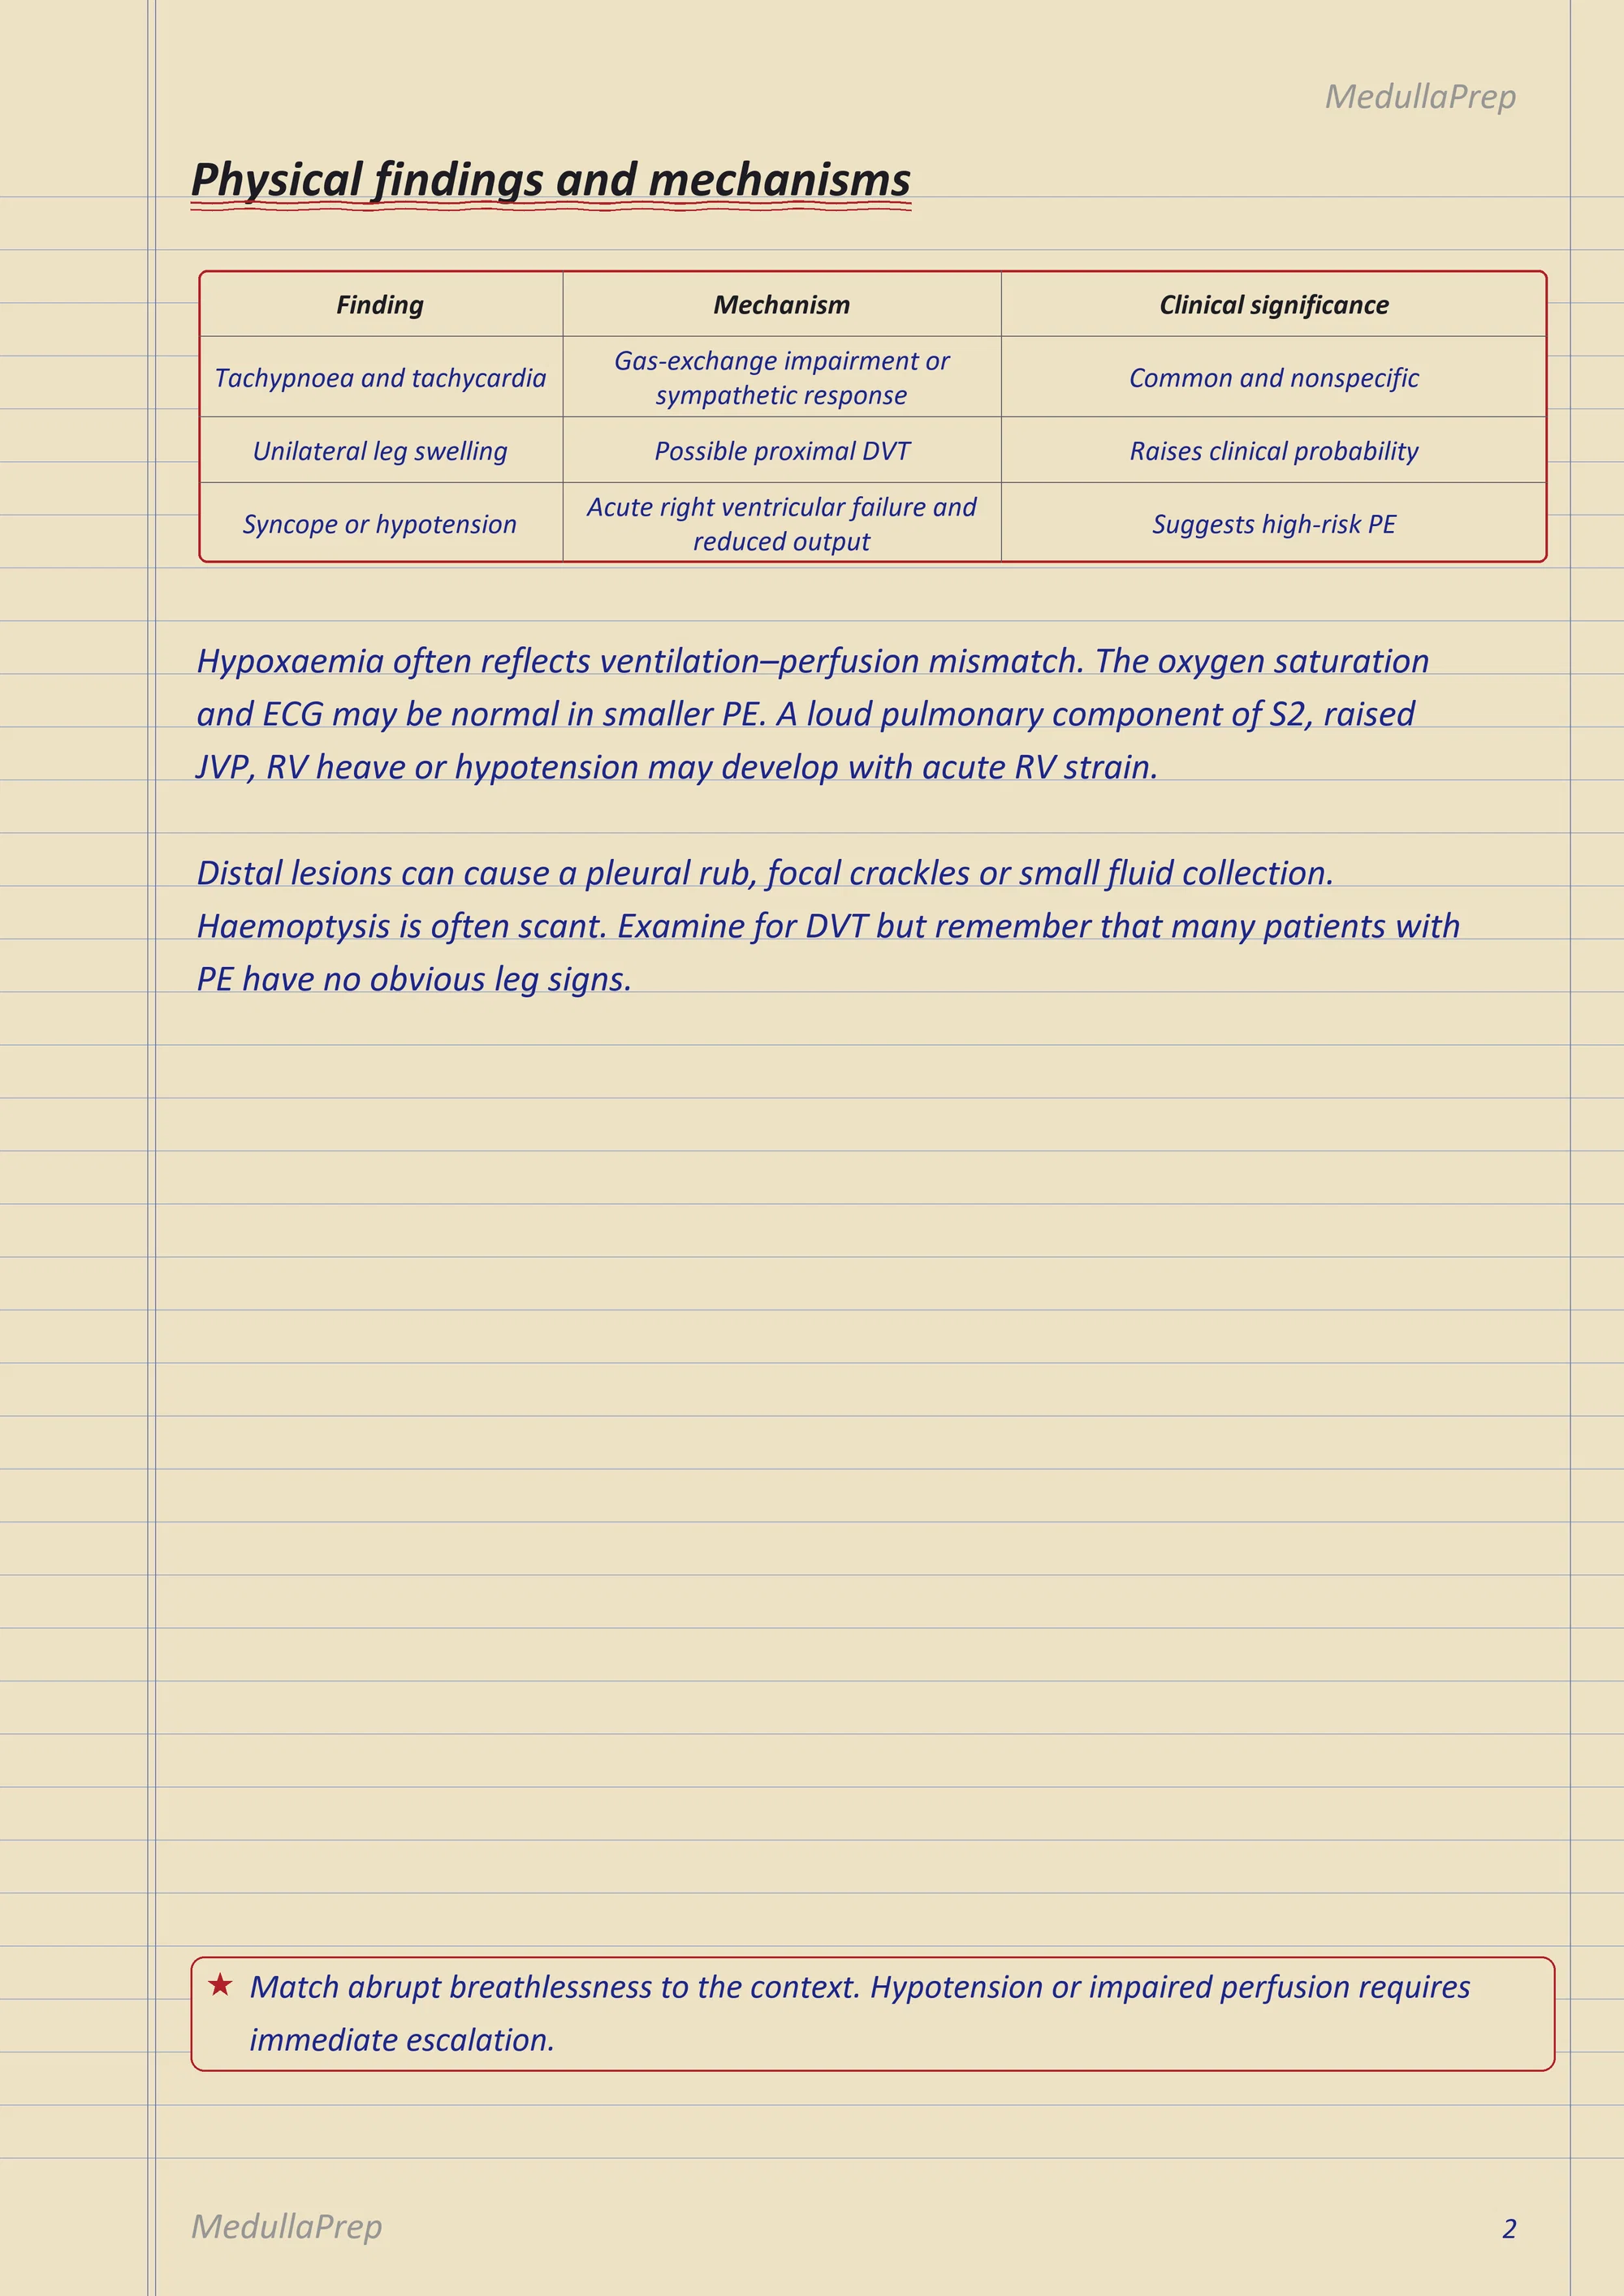 MedullaPrep
Physical findings and mechanisms
Finding Mechanism Clinical significance
Tachypnoea and tachycardia Gas-exchange impairment or sympathetic response Common and nonspecific
Unilateral leg swelling Possible proximal DVT Raises clinical probability
Syncope or hypotension Acute right ventricular failure and reduced output Suggests high-risk PE
Hypoxaemia often reflects ventilation–perfusion mismatch. The oxygen saturation
and ECG may be normal in smaller PE. A loud pulmonary component of S2, raised
JVP, RV heave or hypotension may develop with acute RV strain.
Distal lesions can cause a pleural rub, focal crackles or small fluid collection.
Haemoptysis is often scant. Examine for DVT but remember that many patients with
PE have no obvious leg signs.
★ Match abrupt breathlessness to the context. Hypotension or impaired perfusion requires
immediate escalation.
MedullaPrep 2